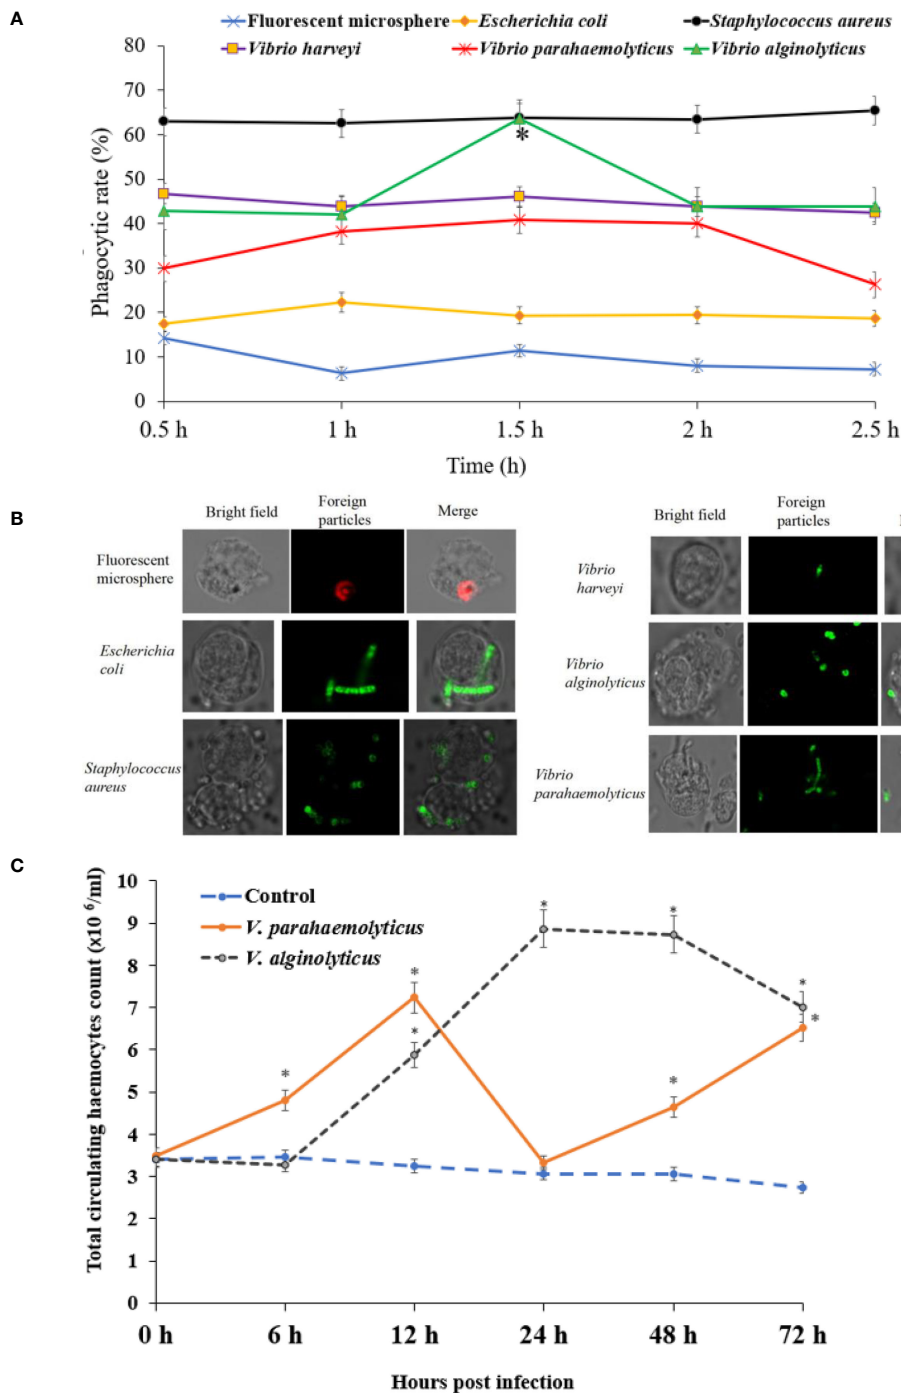 A
Fluorescent microsphere Escherichia coli Staphylococcus aureus
Vibrio harveyi Vibrio parahaemolyticus Vibrio alginolyticus
80
70
60
50
40
30
20
10
0
Phagocytic rate (%)
*
0.5 h 1 h 1.5 h 2 h 2.5 h
Time (h)
B
Bright field Foreign particles Merge
Fluorescent
microsphere
Escherichia
coli
Staphylococcus
aureus
Bright field Foreign particles
Vibrio
harveyi
Vibrio
alginolyticus
Vibrio
parahaemolyticus
C
Control
V. parahaemolyticus
V. alginolyticus
10
9
8
7
6
5
4
3
2
1
0
Total circulating haemocytes count (x10 ⁶/ml)
* * * * * * * *
0 h 6 h 12 h 24 h 48 h 72 h
Hours post infection